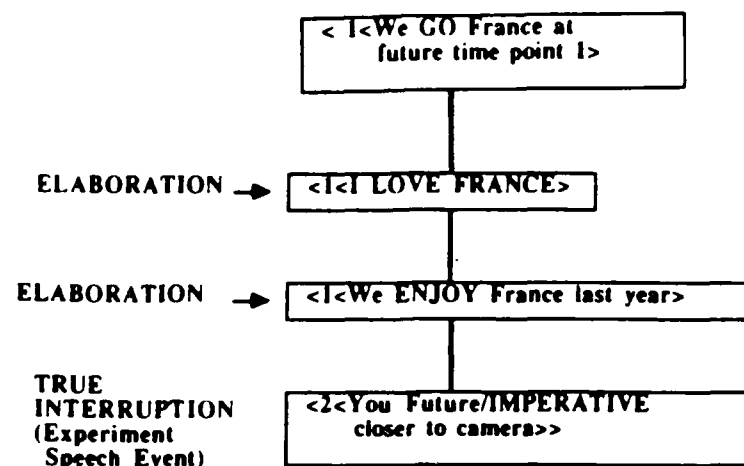 < 1<We GO France at
future time point 1>
ELABORATION
<1<I LOVE FRANCE>
ELABORATION
<1<We ENJOY France last year>
TRUE
INTERRUPTION
(Experiment
Speech Event)
<2<You Future/IMPERATIVE
closer to camera>>